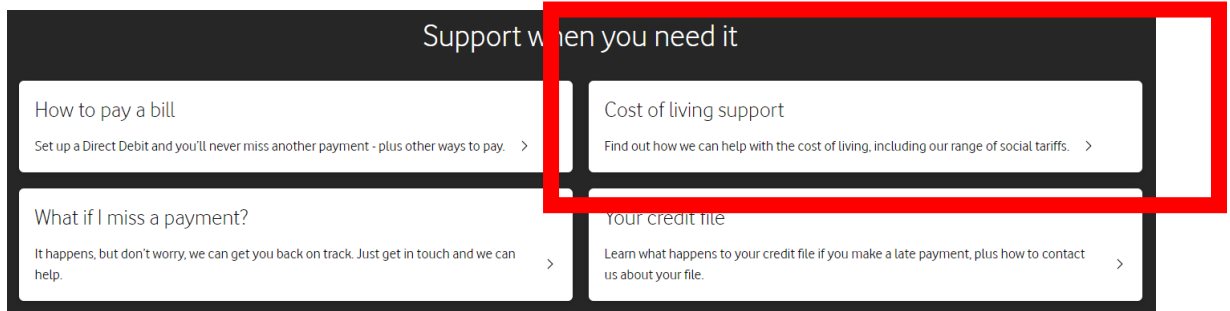 Support when you need it
How to pay a bill
Set up a Direct Debit and you'll never miss another payment - plus other ways to pay.
Cost of living support
Find out how we can help with the cost of living, including our range of social tariffs.
What if I miss a payment?
It happens, but don't worry, we can get you back on track. Just get in touch and we can
help.
Your credit file
Learn what happens to your credit file if you make a late payment, plus how to contact
us about your file.